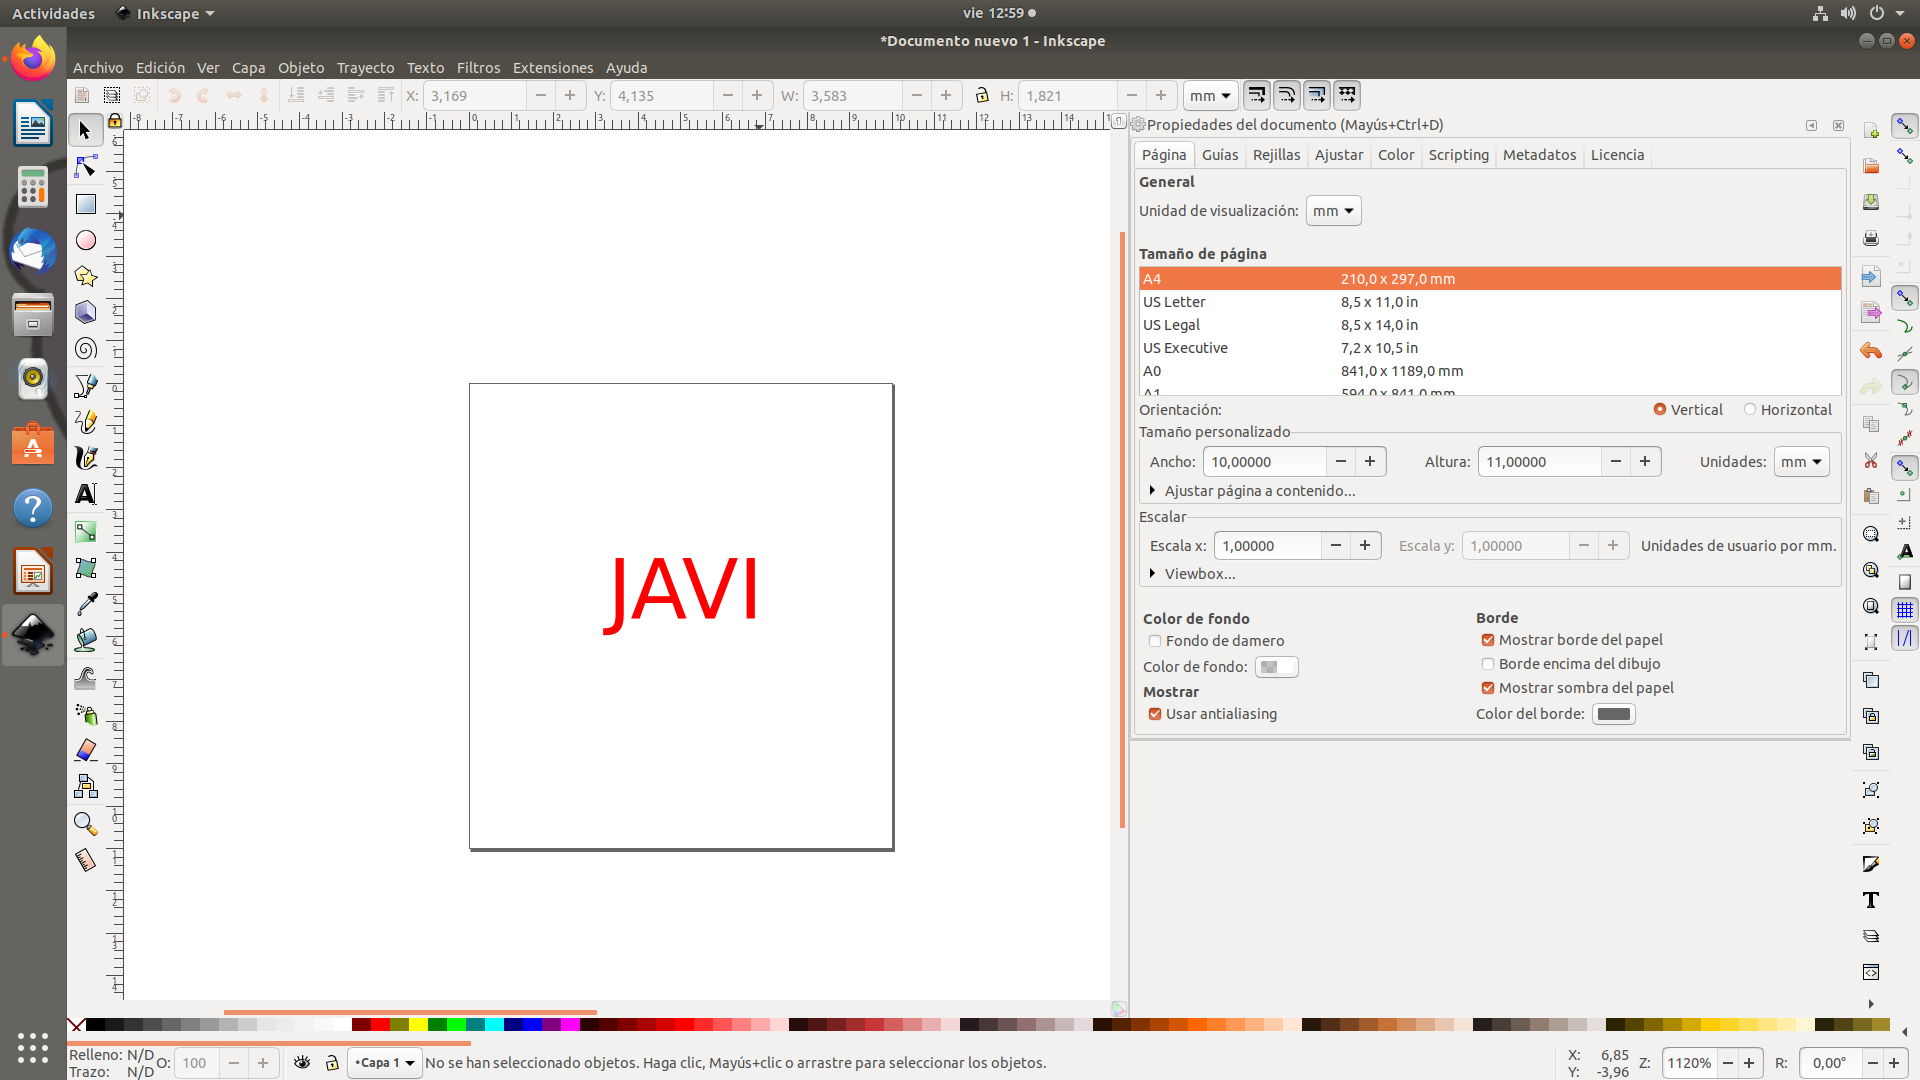 Actividades Inkscape vie 12:59
*Documento nuevo 1 - Inkscape
Archivo Edición Ver Capa Objeto Trayecto Texto Filtros Extensiones Ayuda
X: 3,169 Y: 4,135 W: 3,583 H: 1,821 mm
Propiedades del documento (Mayús+Ctrl+D)
Página Guías Rejillas Ajustar Color Scripting Metadatos Licencia
General
Unidad de visualización: mm
Tamaño de página
A4 210,0 x 297,0 mm
US Letter 8,5 x 11,0 in
US Legal 8,5 x 14,0 in
US Executive 7,2 x 10,5 in
A0 841,0 x 1189,0 mm
A1 594,0 x 841,0 mm
Orientación: Vertical Horizontal
Tamaño personalizado
Ancho: 10,00000 Altura: 11,00000 Unidades: mm
Ajustar página a contenido...
Escalar
Escala x: 1,00000 Escala y: 1,00000 Unidades de usuario por mm.
Viewbox...
Color de fondo
Fondo de damero
Color de fondo:
Mostrar
Usar antialiasing
Borde
Mostrar borde del papel
Borde encima del dibujo
Mostrar sombra del papel
Color del borde:
JAVI
Relleno: N/D
Trazo: N/D
O: 100
•Capa 1
No se han seleccionado objetos. Haga clic, Mayús+clic o arrastre para seleccionar los objetos.
X: 6,85
Y: -3,96
Z: 1120%
R: 0,00°